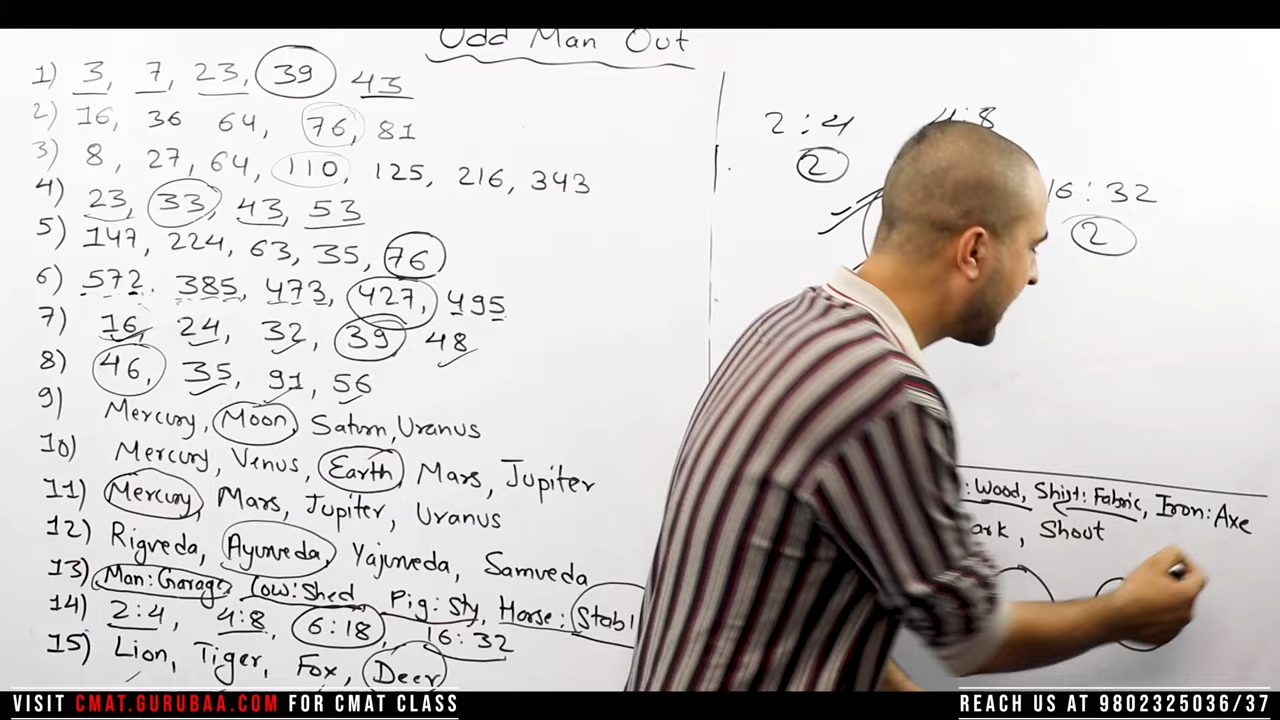 Odd Man Out
1) 3, 7, 23, 39 43
2) 16, 36 64, 76, 81
3) 8, 27, 64, 110, 125, 216, 343
4) 23, 33, 43, 53
5) 147, 224, 63, 35, 76
6) 572, 385, 473, 427, 495
7) 16, 24, 32, 39 48
8) 46, 35, 91, 56
9) Mercury, Moon, Saturn, Uranus
10) Mercury, Venus, Earth, Mars, Jupiter
11) Mercury, Mars, Jupiter, Uranus
12) Rigveda, Ayurveda, Yajurveda, Samveda
13) Man:Garage, Cow:Shed, Pig:Sty, Horse:
14) 2:4, 4:8, 6:18, 16:32
15) Lion, Tiger, Fox, Deer
2:4 4:8
2
16:32
2
:Wood, Shirt:Fabric, Iron:Axe
, Shout
VISIT CMAT.GURUBAA.COM FOR CMAT CLASS
REACH US AT 9802325036/37